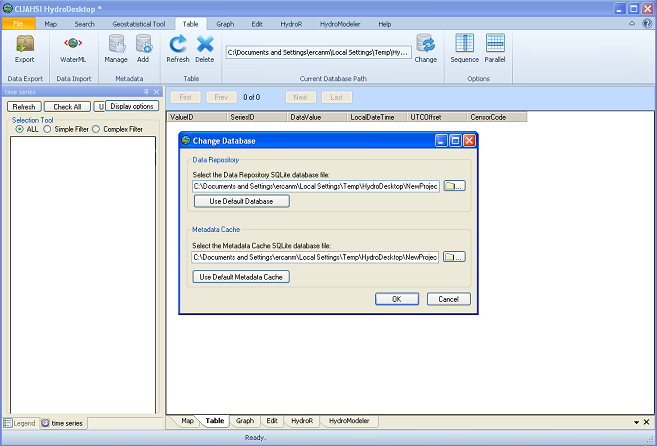 CUAHSI HydroDesktop *
File Map Search Geostatistical Tool Table Graph Edit HydroR HydroModeler Help
Export WaterML Manage Add Refresh Delete C:\Documents and Settings\ercanm\Local Settings\Temp\Hy... Change Sequence Parallel
Data Export Data Import Metadata Table Current Database Path Options
time series
Refresh Check All U Display options
First Prev 0 of 0 Next Last
Selection Tool
ALL Simple Filter Complex Filter
ValueID SeriesID DataValue LocalDateTime UTCOffset CensorCode
Change Database
Data Repository
Select the Data Repository SQLite database file:
C:\Documents and Settings\ercanm\Local Settings\Temp\HydroDesktop\NewProjec
...
Use Default Database
Metadata Cache
Select the Metadata Cache SQLite database file:
C:\Documents and Settings\ercanm\Local Settings\Temp\HydroDesktop\NewProjec
...
Use Default Metadata Cache
OK Cancel
Legend time series
Map Table Graph Edit HydroR HydroModeler
Ready.